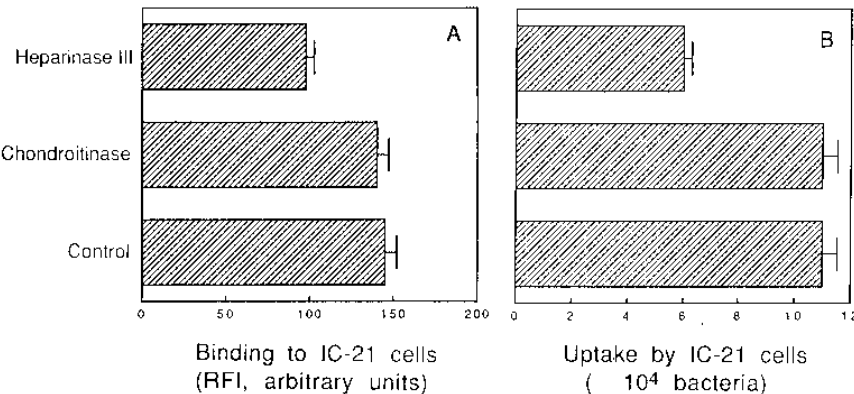 A
B
Heparinase III
Chondroitinase
Control
0 50 100 150 200
0 2 4 6 8 10 12
Binding to IC-21 cells
(RFI, arbitrary units)
Uptake by IC-21 cells
( 10⁴ bacteria)